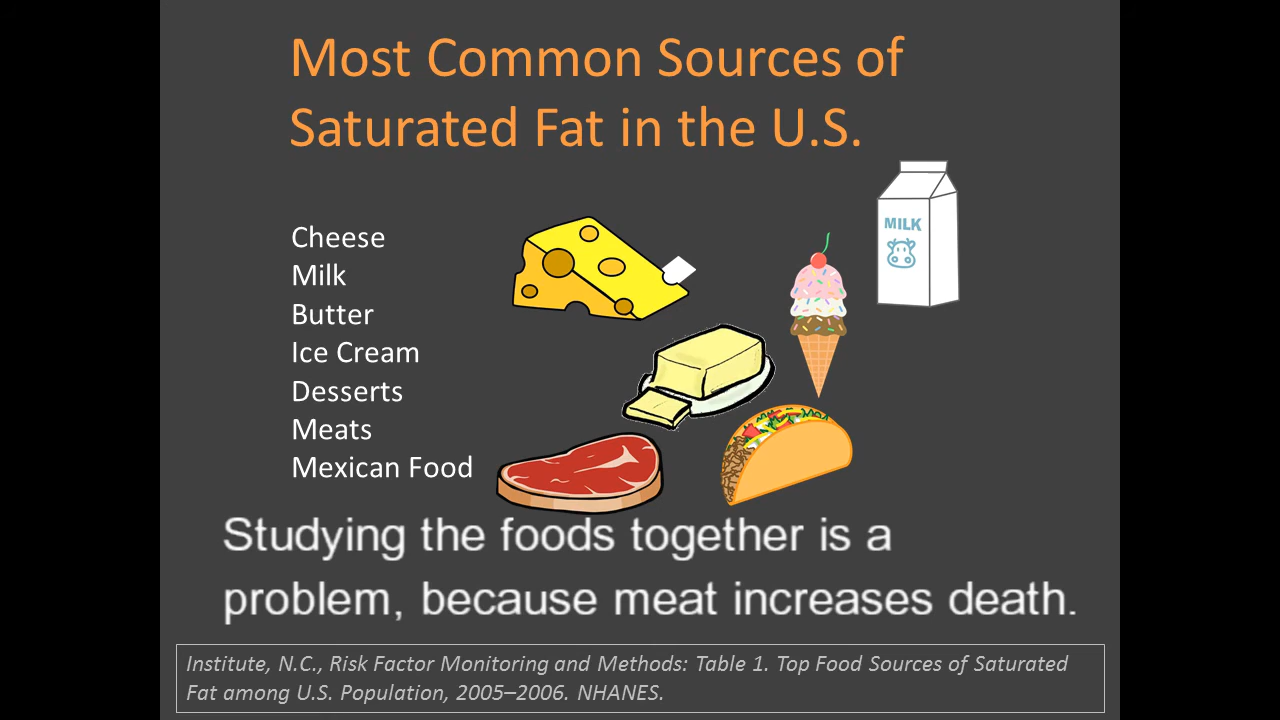 Most Common Sources of
Saturated Fat in the U.S.
MILK
Cheese
Milk
Butter
Ice Cream
Desserts
Meats
Mexican Food
Studying the foods together is a
problem, because meat increases death.
Institute, N.C., Risk Factor Monitoring and Methods: Table 1. Top Food Sources of Saturated
Fat among U.S. Population, 2005–2006. NHANES.